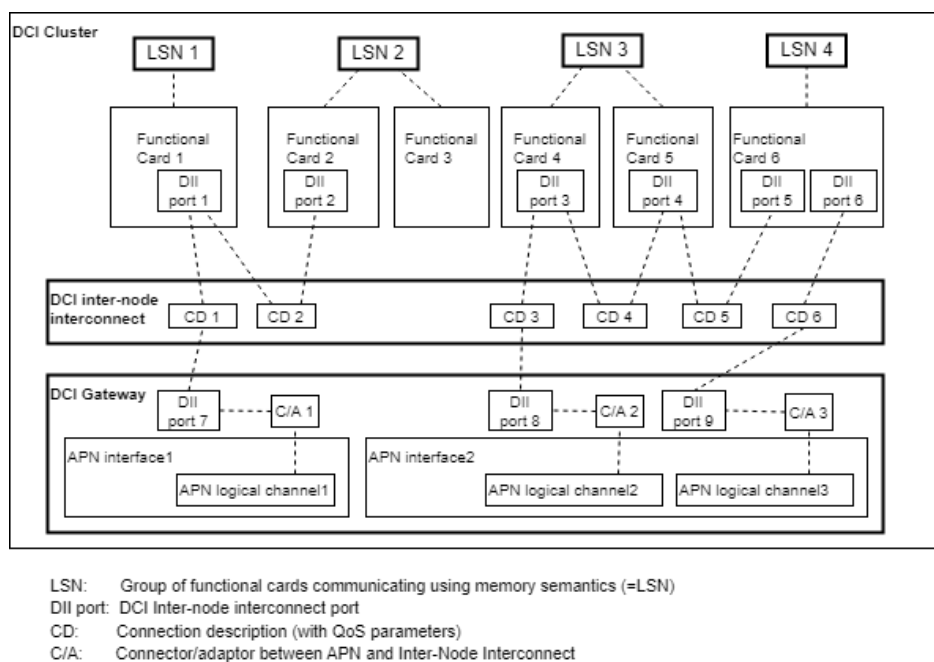 DCI Cluster
LSN 1
LSN 2
LSN 3
LSN 4
Functional
Card 1
DII
port 1
Functional
Card 2
DII
port 2
Functional
Card 3
Functional
Card 4
DII
port 3
Functional
Card 5
DII
port 4
Functional
Card 6
DII
port 5
DII
port 6
DCI inter-node
interconnect
CD 1
CD 2
CD 3
CD 4
CD 5
CD 6
DCI Gateway
DII
port 7
C/A 1
DII
port 8
C/A 2
DII
port 9
C/A 3
APN interface1
APN logical channel1
APN interface2
APN logical channel2
APN logical channel3
LSN: Group of functional cards communicating using memory semantics (=LSN)
DII port: DCI Inter-node interconnect port
CD: Connection description (with QoS parameters)
C/A: Connector/adaptor between APN and Inter-Node Interconnect